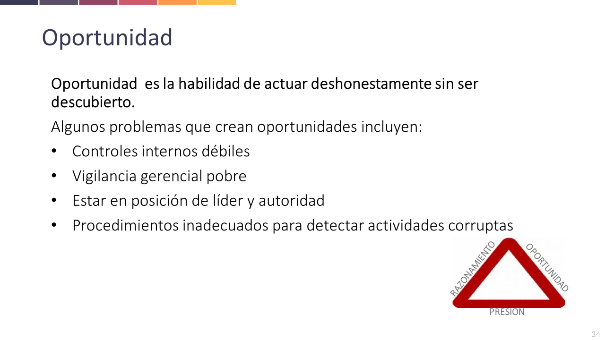 Oportunidad
Oportunidad es la habilidad de actuar deshonestamente sin ser
descubierto.
Algunos problemas que crean oportunidades incluyen:
• Controles internos débiles
• Vigilancia gerencial pobre
• Estar en posición de líder y autoridad
• Procedimientos inadecuados para detectar actividades corruptas
RAZONAMIENTO
OPORTUNIDAD
PRESIÓN
34